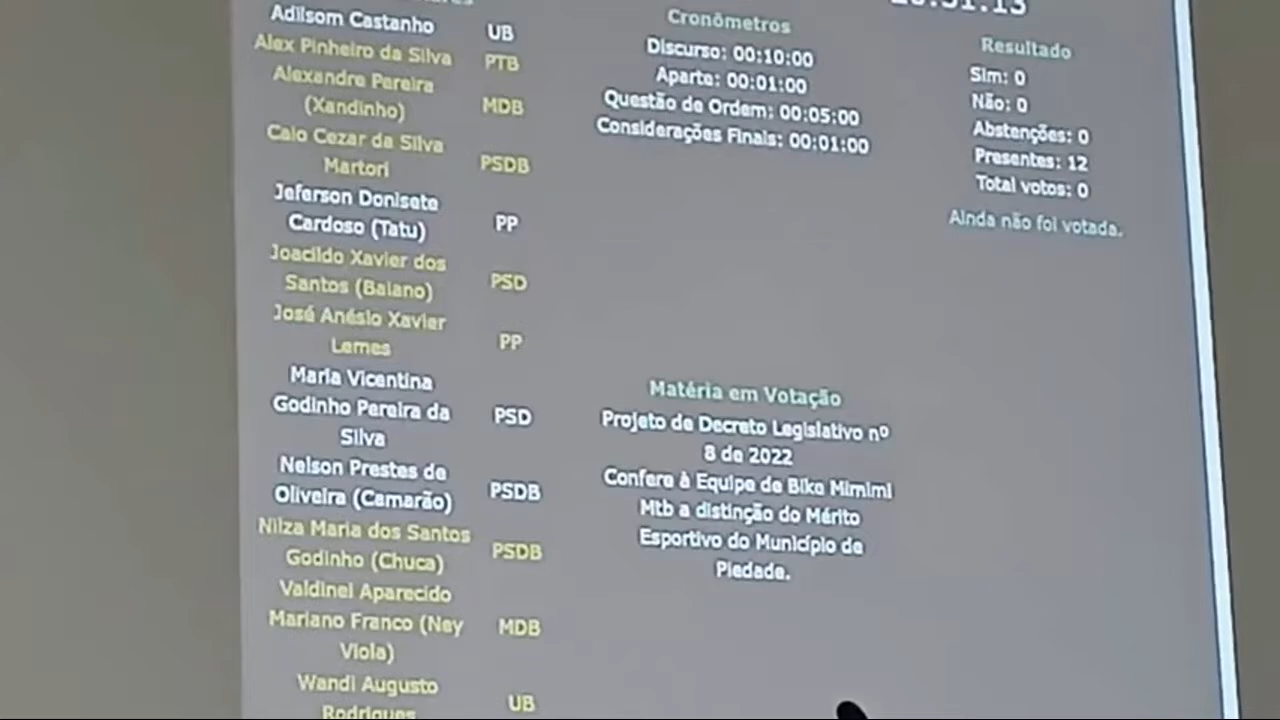 Adilsom Castanho UB
Alex Pinheiro da Silva PTB
Alexandre Pereira
(Xandinho) MDB
Caio Cezar da Silva
Martori PSDB
Jeferson Donisete
Cardoso (Tatu) PP
Joacildo Xavier dos
Santos (Baiano) PSD
José Anésio Xavier
Lemes PP
Maria Vicentina
Godinho Pereira da PSD
Silva
Nelson Prestes de
Oliveira (Camarão) PSDB
Nilza Maria dos Santos
Godinho (Chuca) PSDB
Valdinei Aparecido
Mariano Franco (Ney MDB
Viola)
Wandi Augusto
Rodrigues UB
Cronômetros
Discurso: 00:10:00
Aparte: 00:01:00
Questão de Ordem: 00:05:00
Considerações Finais: 00:01:00
Matéria em Votação
Projeto de Decreto Legislativo nº
8 de 2022
Confere à Equipe de Bike Mimimi
Mtb a distinção do Mérito
Esportivo do Município de
Piedade.
Resultado
Sim: 0
Não: 0
Abstenções: 0
Presentes: 12
Total votos: 0
Ainda não foi votada.